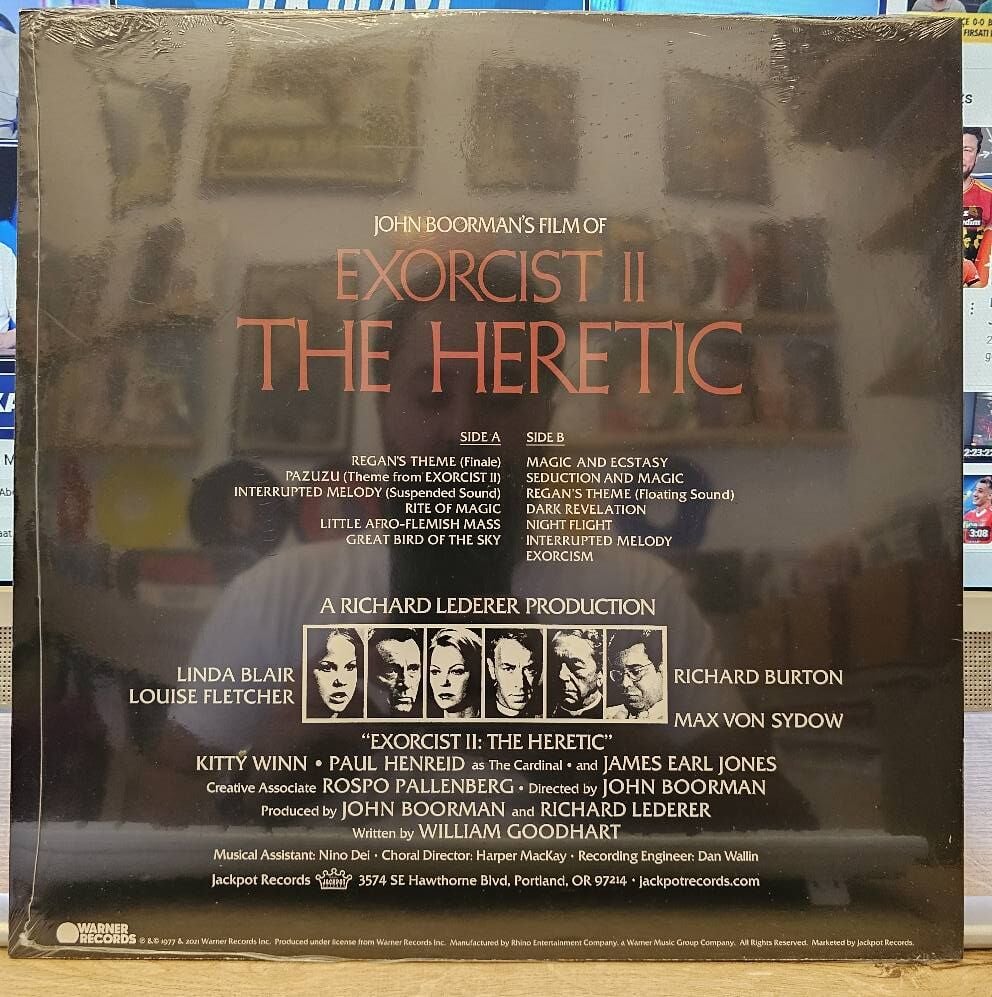 JOHN BOORMAN'S FILM OF
EXORCIST II
THE HERETIC
SIDE A
REGAN'S THEME (Finale)
PAZUZU (Theme from EXORCIST II)
INTERRUPTED MELODY (Suspended Sound)
RITE OF MAGIC
LITTLE AFRO-FLEMISH MASS
GREAT BIRD OF THE SKY
SIDE B
MAGIC AND ECSTASY
SEDUCTION AND MAGIC
REGAN'S THEME (Floating Sound)
DARK REVELATION
NIGHT FLIGHT
INTERRUPTED MELODY
EXORCISM
A RICHARD LEDERER PRODUCTION
LINDA BLAIR
LOUISE FLETCHER
RICHARD BURTON
MAX VON SYDOW
"EXORCIST II: THE HERETIC"
KITTY WINN • PAUL HENREID as The Cardinal • and JAMES EARL JONES
Creative Associate ROSPO PALLENBERG • Directed by JOHN BOORMAN
Produced by JOHN BOORMAN and RICHARD LEDERER
Written by WILLIAM GOODHART
Musical Assistant: Nino Dei • Choral Director: Harper MacKay • Recording Engineer: Dan Wallin
Jackpot Records JACKPOT 3574 SE Hawthorne Blvd, Portland, OR 97214 • jackpotrecords.com
WARNER
RECORDS
℗ & © 1977 & 2021 Warner Records Inc. Produced under license from Warner Records Inc. Manufactured by Rhino Entertainment Company, a Warner Music Group Company. All Rights Reserved. Marketed by Jackpot Records.
3:08